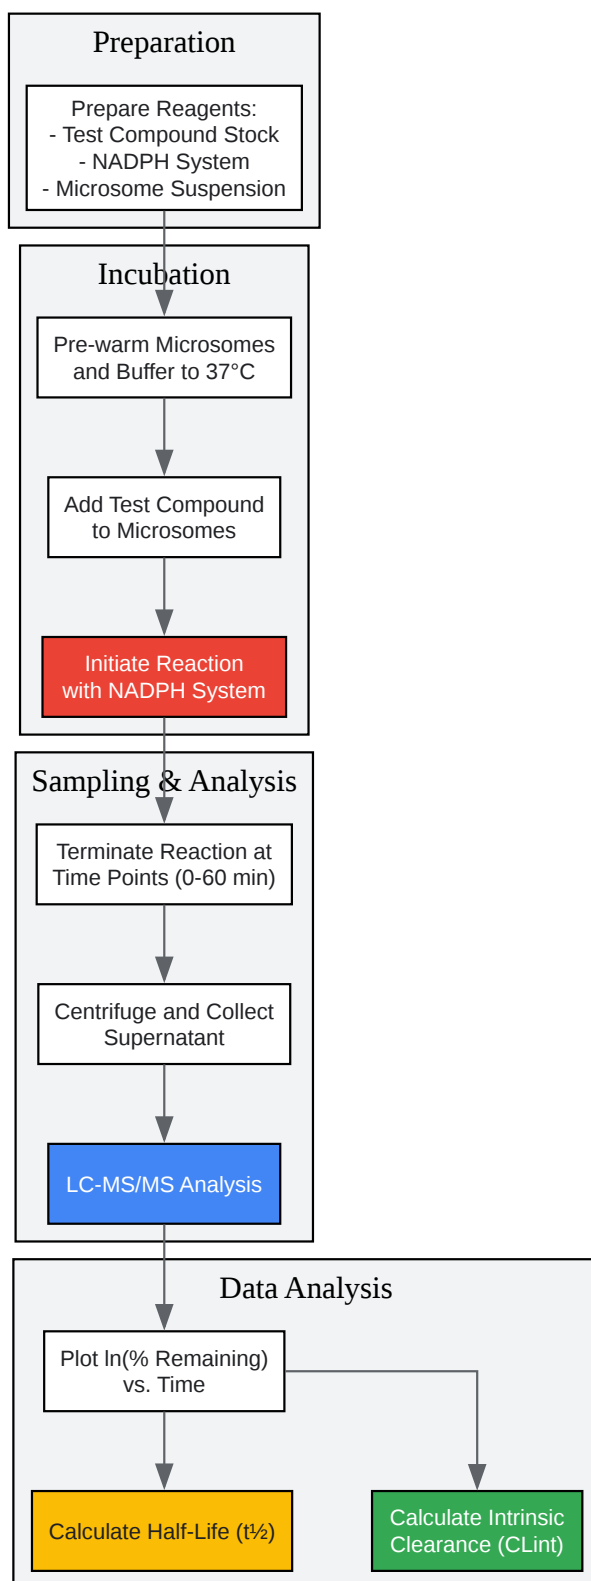 Preparation
Prepare Reagents:
- Test Compound Stock
- NADPH System
- Microsome Suspension
Incubation
Pre-warm Microsomes
and Buffer to 37°C
Add Test Compound
to Microsomes
Initiate Reaction
with NADPH System
Sampling & Analysis
Terminate Reaction at
Time Points (0-60 min)
Centrifuge and Collect
Supernatant
LC-MS/MS Analysis
Data Analysis
Plot ln(% Remaining)
vs. Time
Calculate Half-Life (t½)
Calculate Intrinsic
Clearance (CLint)